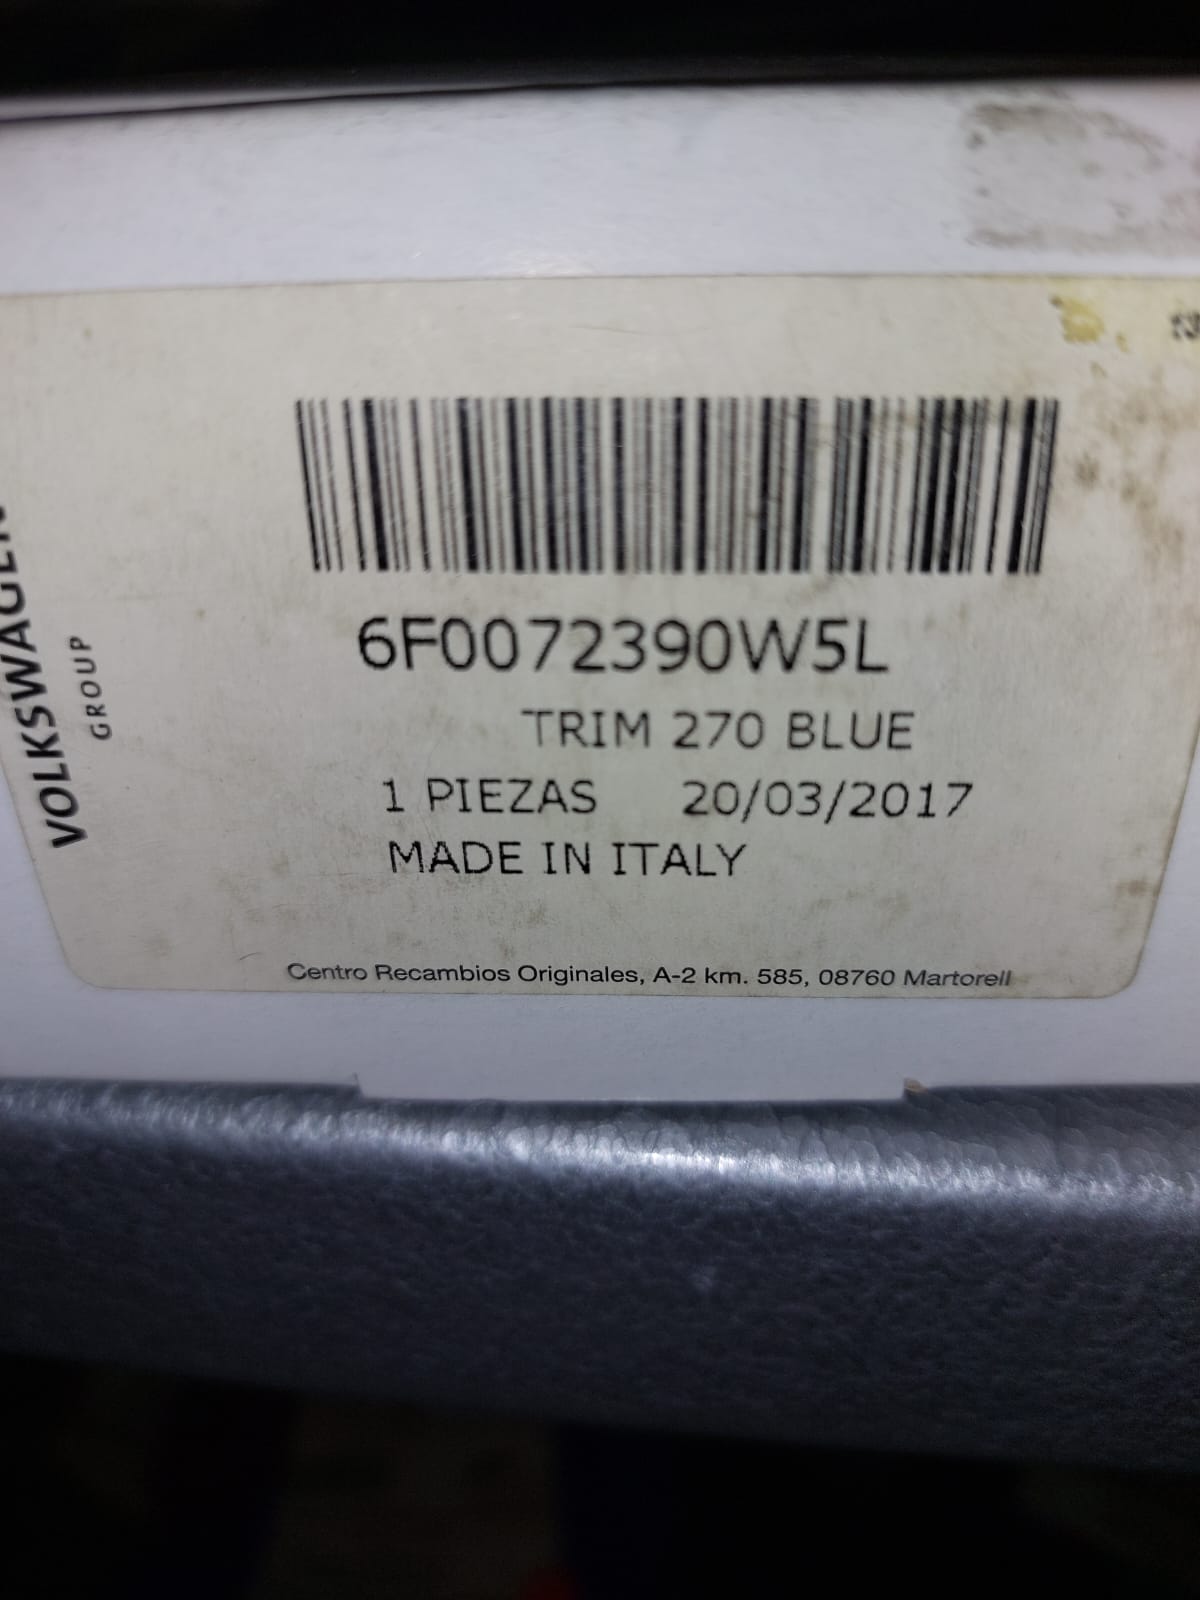 VOLKSWAGEN
GROUP
6F0072390W5L
TRIM 270 BLUE
1 PIEZAS 20/03/2017
MADE IN ITALY
Centro Recambios Originales, A-2 km. 585, 08760 Martorell